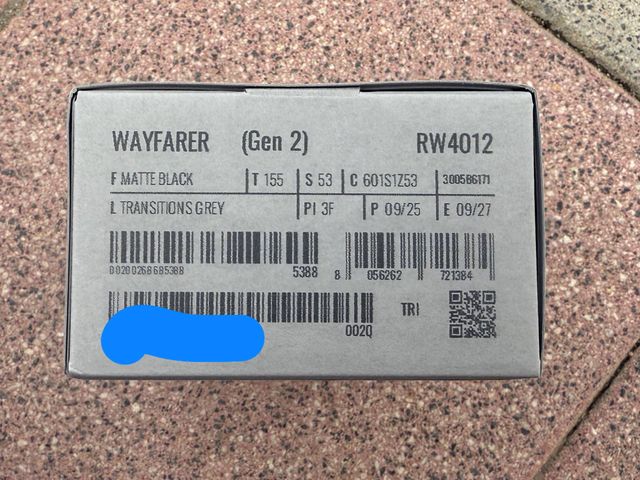 WAYFARER (Gen 2) RW4012
F MATTE BLACK T 155 S 53 C 601S1Z53 3005B6171
L TRANSITIONS GREY PI 3F P 09/25 E 09/27
0020026B685388 5388 8 056262 721384
002Q
TRI